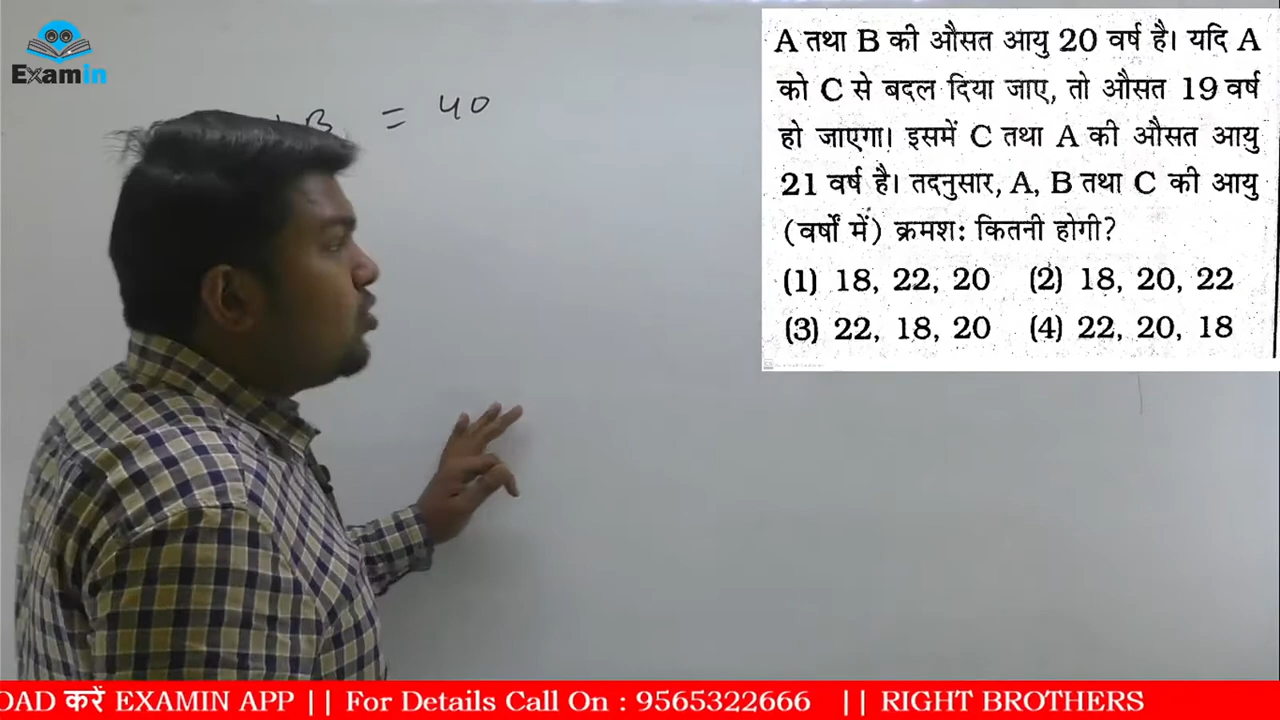 ExamIn
B = 40
A तथा B की औसत आयु 20 वर्ष है। यदि A
को C से बदल दिया जाए, तो औसत 19 वर्ष
हो जाएगा। इसमें C तथा A की औसत आयु
21 वर्ष है। तदनुसार, A, B तथा C की आयु
(वर्षों में) क्रमश: कितनी होगी?
(1) 18, 22, 20 (2) 18, 20, 22
(3) 22, 18, 20 (4) 22, 20, 18
OAD करें EXAMIN APP || For Details Call On : 9565322666 || RIGHT BROTHERS